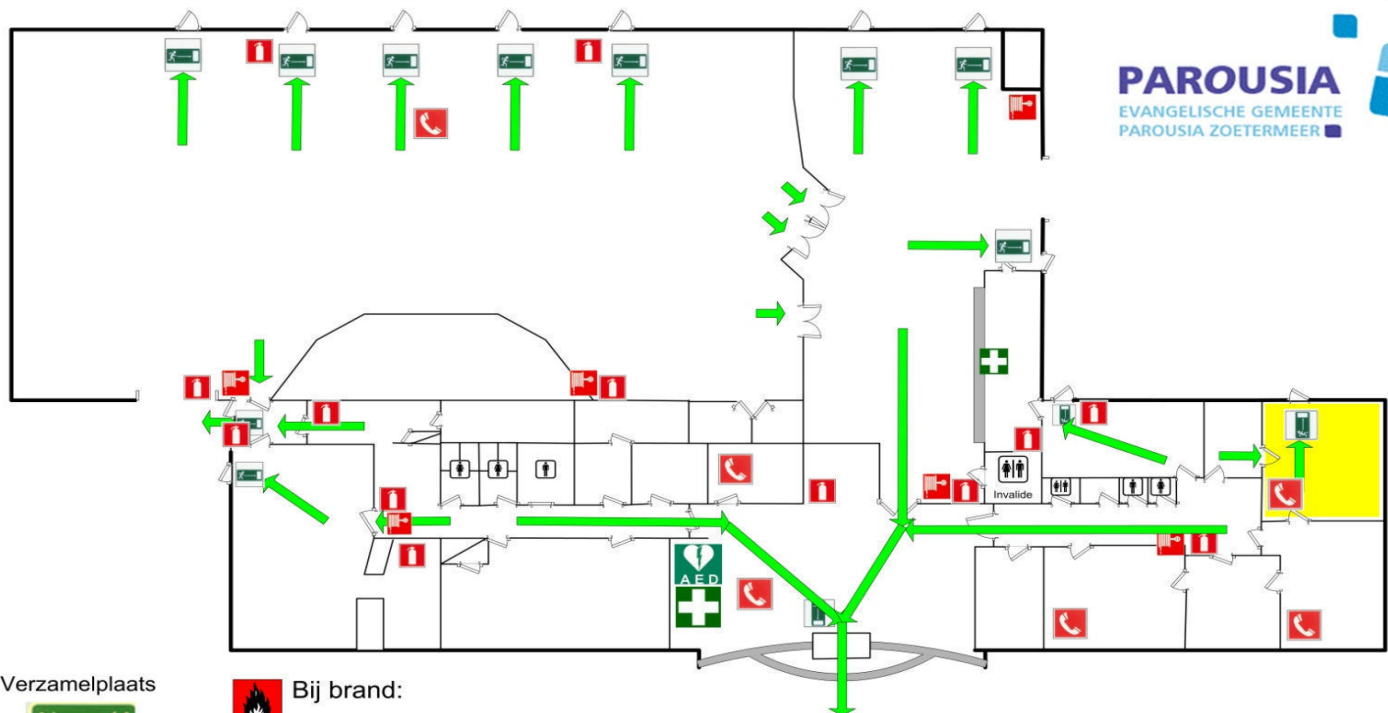 PAROUSIA
EVANGELISCHE GEMEENTE
PAROUSIA ZOETERMEER
Invalide
AED
Verzamelplaats
Bij brand: